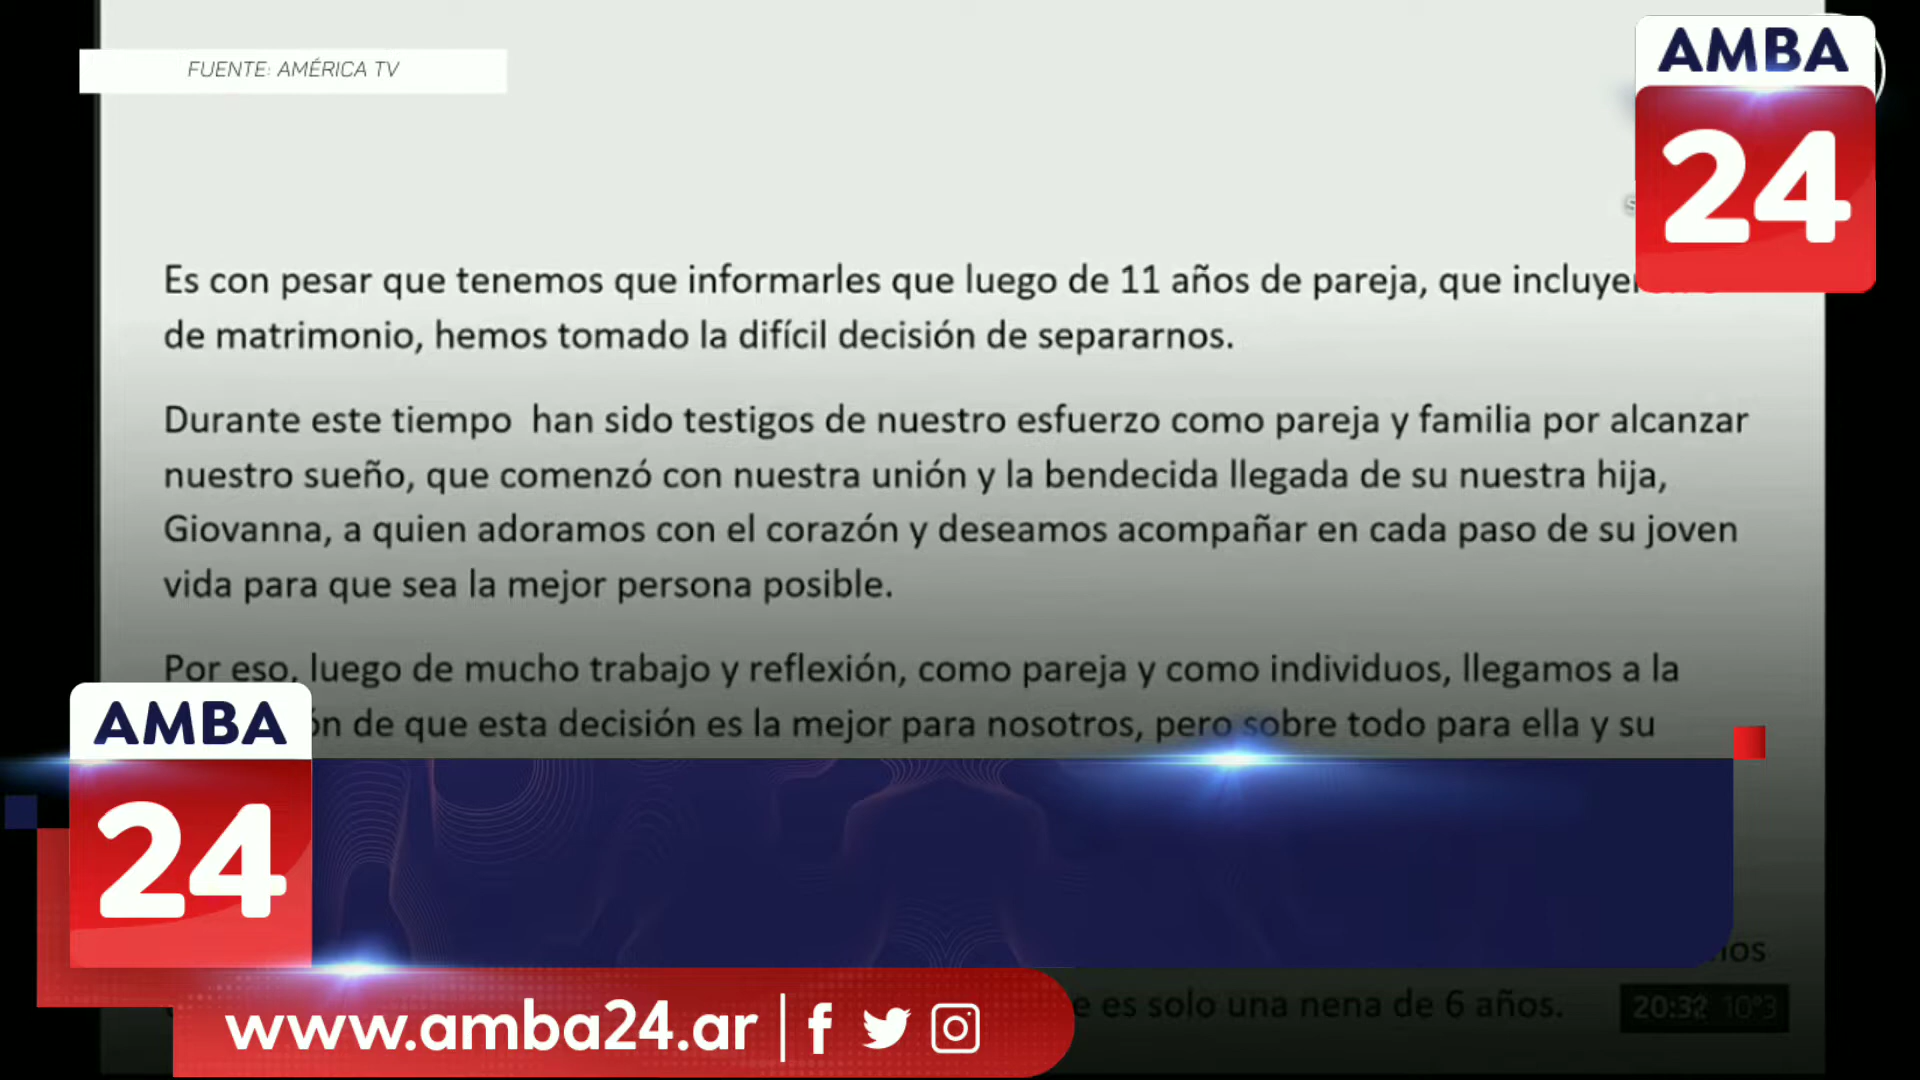 FUENTE: AMÉRICA TV
AMBA
24
Es con pesar que tenemos que informarles que luego de 11 años de pareja, que
de matrimonio, hemos tomado la difícil decisión de separarnos.
Durante este tiempo han sido testigos de nuestro esfuerzo como pareja y familia por alcanzar
nuestro sueño, que comenzó con nuestra unión y la bendecida llegada de su nuestra hija,
Giovanna, a quien adoramos con el corazón y deseamos acompañar en cada paso de su joven
vida para que sea la mejor persona posible.
Por eso, luego de mucho trabajo y reflexión, como pareja y como individuos, llegamos a la
de que esta decisión es la mejor para nosotros, pero sobre todo para ella y su
AMBA
24
es solo una nena de 6 años.
20:32 10°3
www.amba24.ar